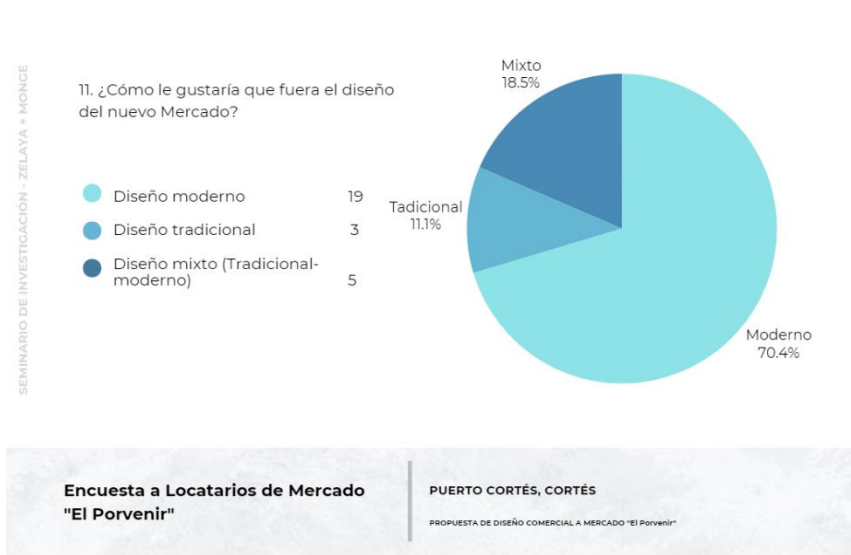 SEMINARIO DE INVESTIGACIÓN - ZELAYA + MONGE
11. ¿Cómo le gustaría que fuera el diseño
del nuevo Mercado?
Diseño moderno 19
Diseño tradicional 3
Diseño mixto (Tradicional-
moderno) 5
Mixto
18.5%
Tadicional
11.1%
Moderno
70.4%
Encuesta a Locatarios de Mercado
"El Porvenir"
PUERTO CORTÉS, CORTÉS
PROPUESTA DE DISEÑO COMERCIAL A MERCADO "El Porvenir"